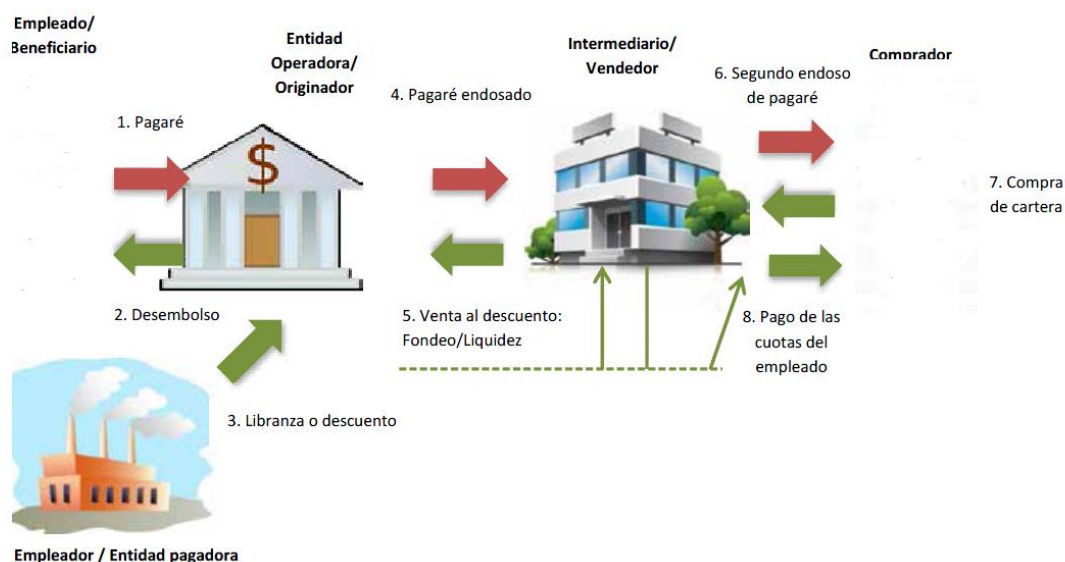 Empleado/
Beneficiario
Entidad
Operadora/
Originador
Intermediario/
Vendedor
Comprador
1. Pagaré
4. Pagaré endosado
6. Segundo endoso
de pagaré
$
7. Compra
de cartera
2. Desembolso
5. Venta al descuento:
Fondeo/Liquidez
8. Pago de las
cuotas del
empleado
3. Libranza o descuento
Empleador / Entidad pagadora